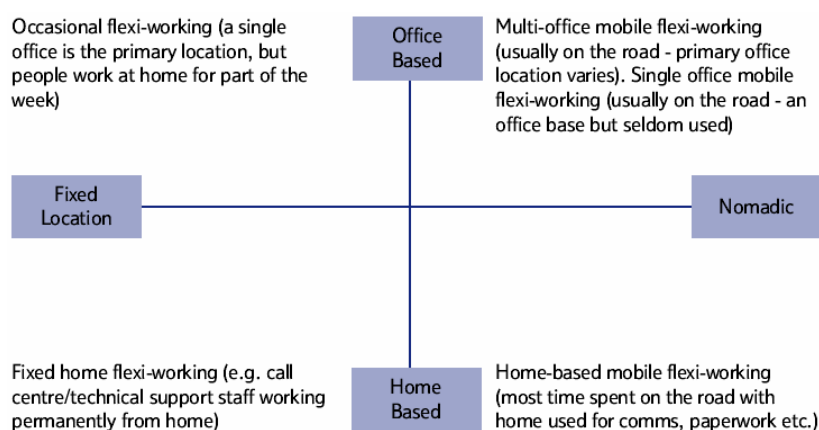 Occasional flexi-working (a single
office is the primary location, but
people work at home for part of the
week)
Office
Based
Multi-office mobile flexi-working
(usually on the road - primary office
location varies). Single office mobile
flexi-working (usually on the road - an
office base but seldom used)
Fixed
Location
Nomadic
Fixed home flexi-working (e.g. call
centre/technical support staff working
permanently from home)
Home
Based
Home-based mobile flexi-working
(most time spent on the road with
home used for comms, paperwork etc.)